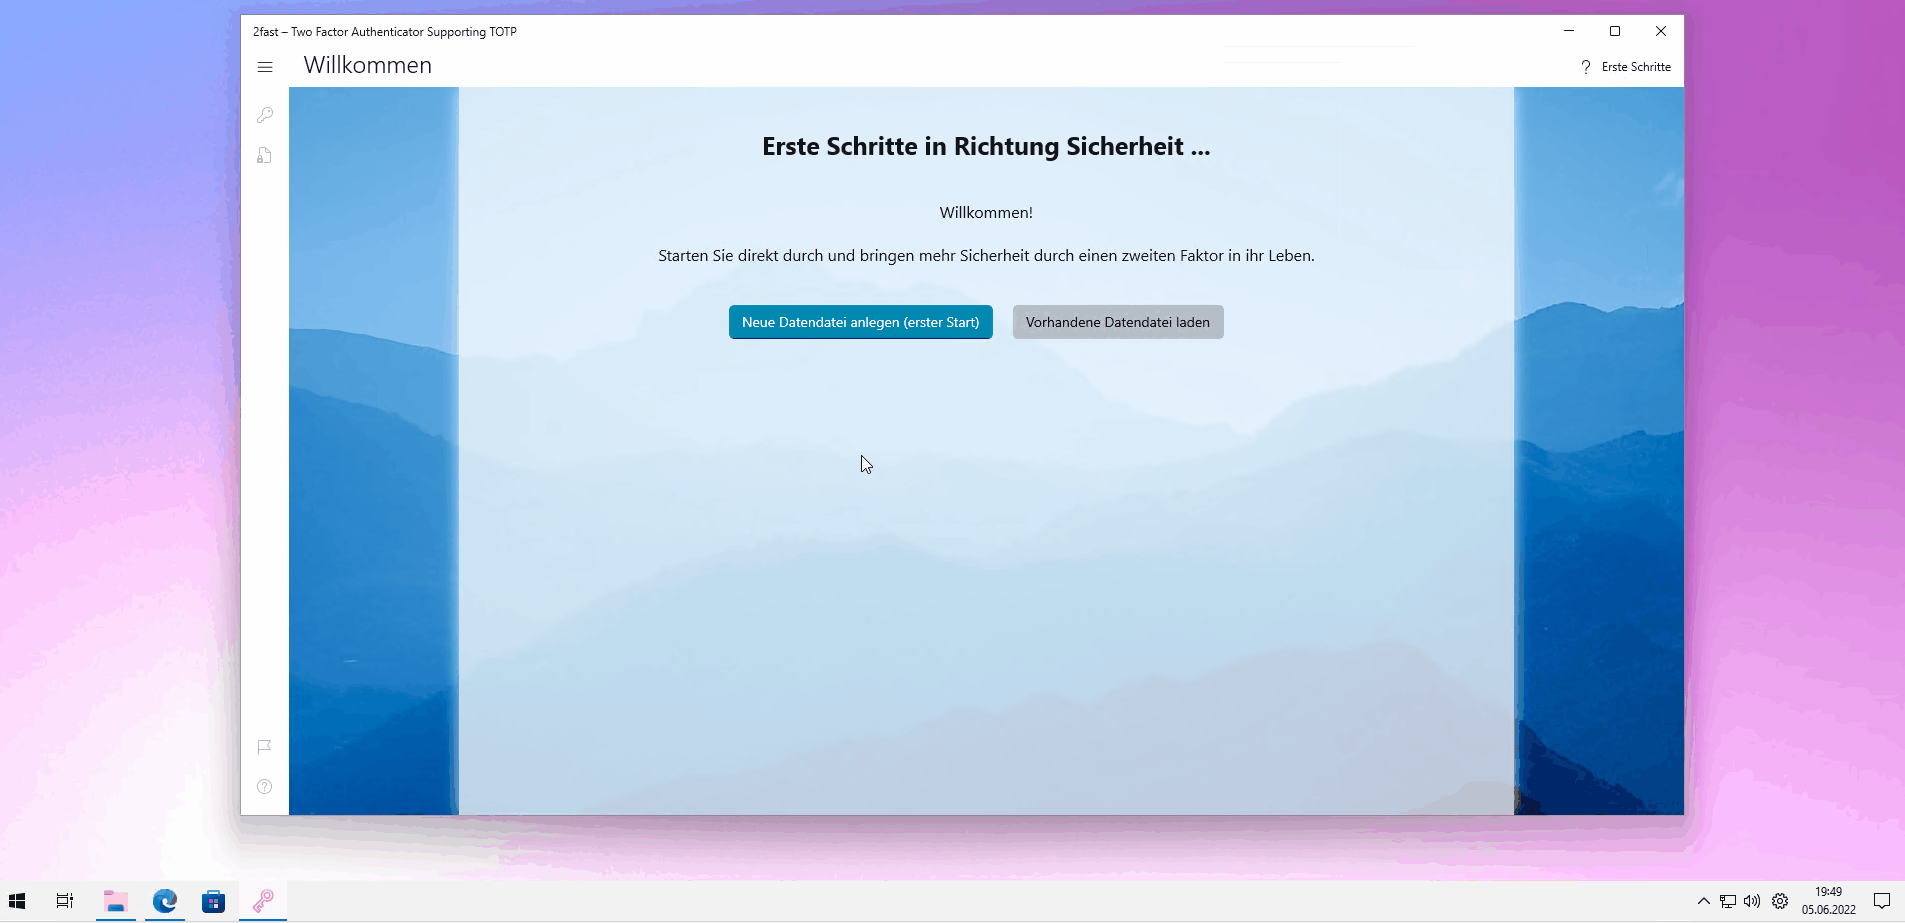 2fast – Two Factor Authenticator Supporting TOTP
Willkommen
Erste Schritte
Erste Schritte in Richtung Sicherheit ...
Willkommen!
Starten Sie direkt durch und bringen mehr Sicherheit durch einen zweiten Faktor in ihr Leben.
Neue Datendatei anlegen (erster Start)
Vorhandene Datendatei laden
19:49
05.06.2022